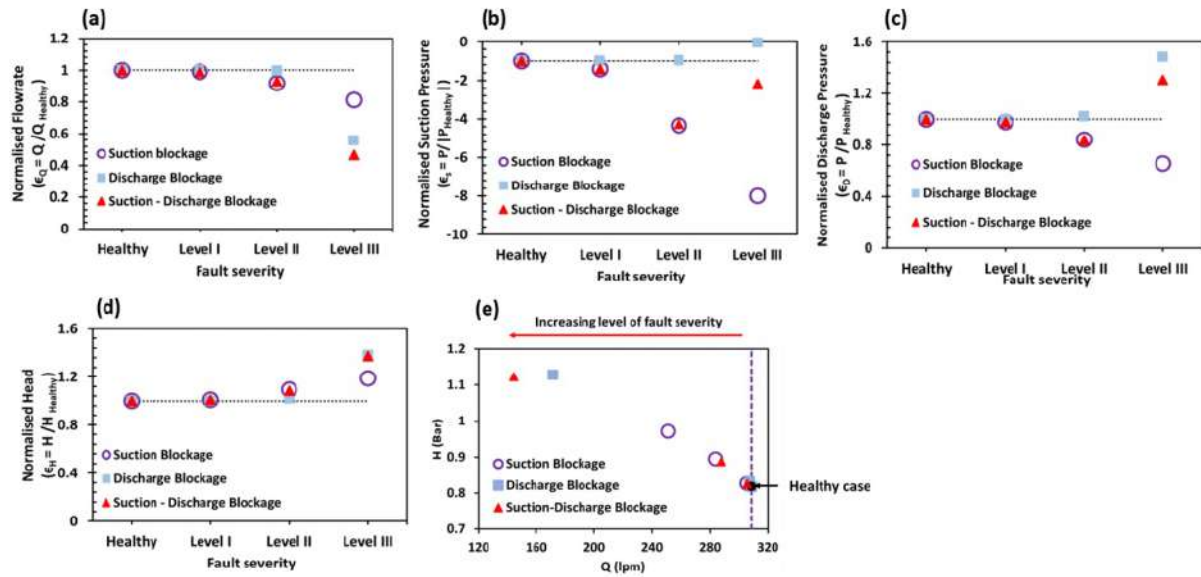 (a)
Normalised Flowrate
(ϵQ = Q/Q Healthy)
1.2
1
0.8
0.6
0.4
0.2
0
Suction blockage
Discharge Blockage
Suction - Discharge Blockage
Healthy
Level I
Level II
Level III
Fault severity
(b)
Normalised Suction Pressure
(ϵs = P/|PHealthy|)
0
-2
-4
-6
-8
-10
Suction Blockage
Discharge Blockage
Suction - Discharge Blockage
Healthy
Level I
Level II
Level III
Fault severity
(c)
Normalised Discharge Pressure
(ϵD = P/PHealthy)
1.6
1.2
0.8
0.4
0
Suction Blockage
Discharge Blockage
Suction - Discharge Blockage
Healthy
Level I
Level II
Level III
Fault severity
(d)
Normalised Head
(ϵH = H/H Healthy)
1.6
1.2
0.8
0.4
0
Suction Blockage
Discharge Blockage
Suction - Discharge Blockage
Healthy
Level I
Level II
Level III
Fault severity
(e)
Increasing level of fault severity
H (Bar)
1.2
1.1
1
0.9
0.8
0.7
Suction Blockage
Discharge Blockage
Suction-Discharge Blockage
Healthy case
120
160
200
240
280
320
Q (lpm)